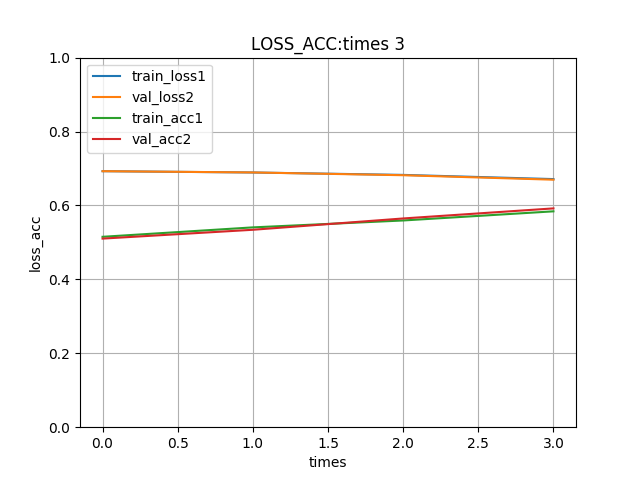 LOSS_ACC:times 3
1.0
0.8
0.6
0.4
0.2
0.0
loss_acc
train_loss1
val_loss2
train_acc1
val_acc2
0.0 0.5 1.0 1.5 2.0 2.5 3.0
times